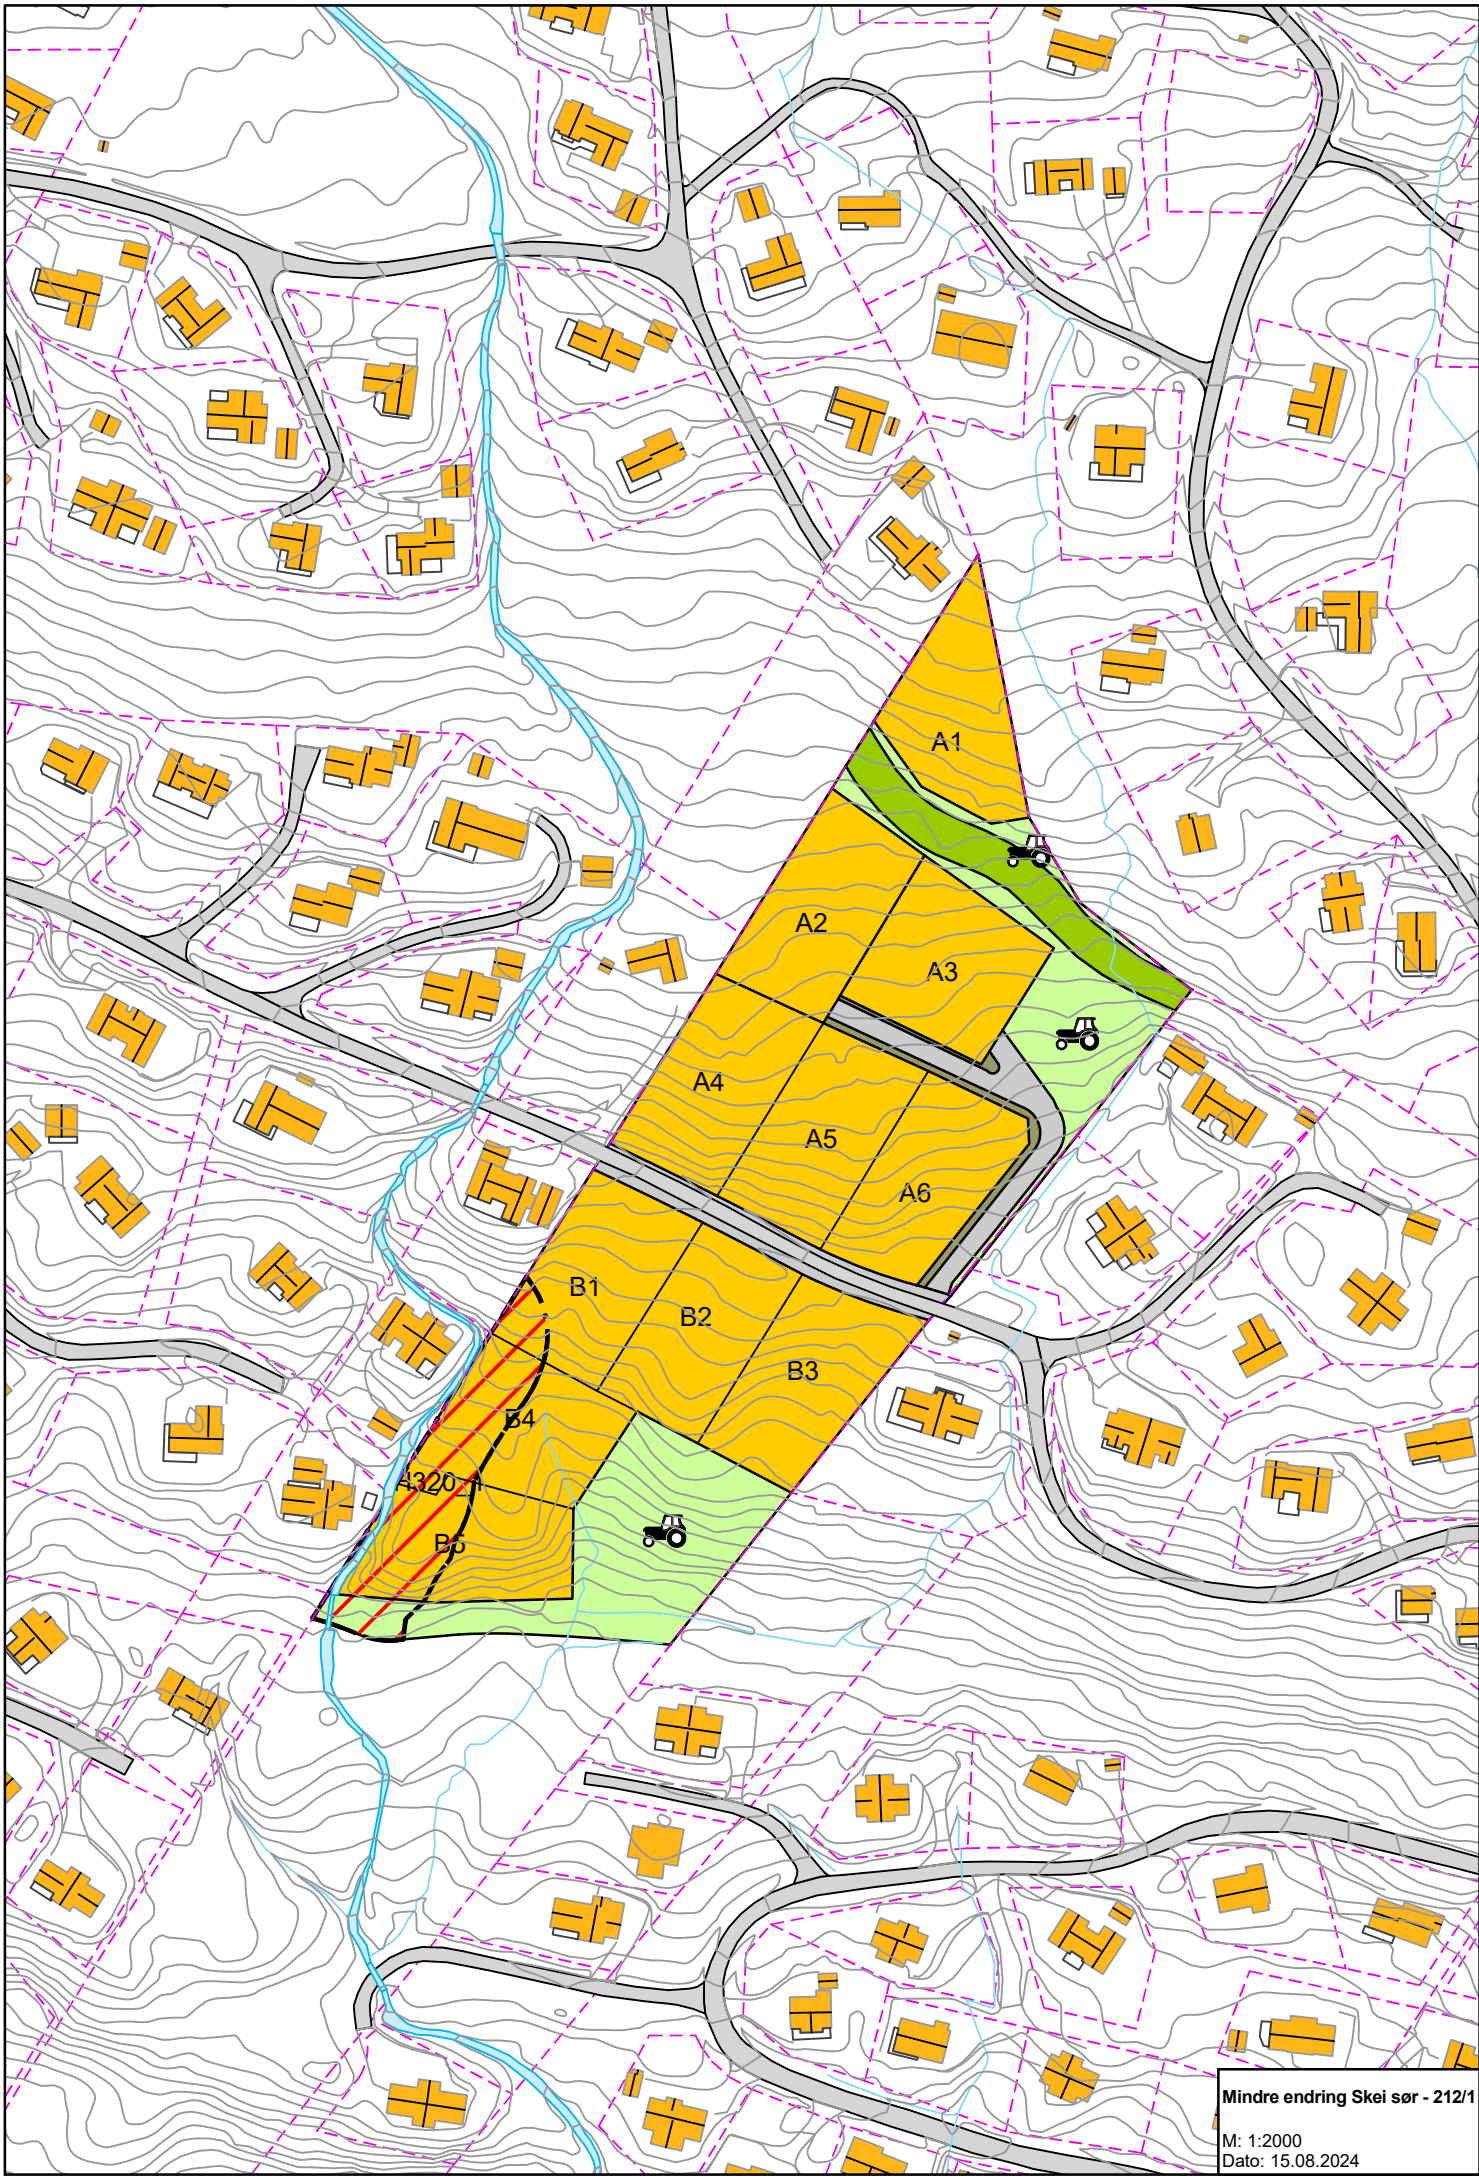 A1
A2
A3
A4
A5
A6
B1
B2
B3
B4
H320_1
B5
Mindre endring Skei sør - 212/1
M: 1:2000
Dato: 15.08.2024